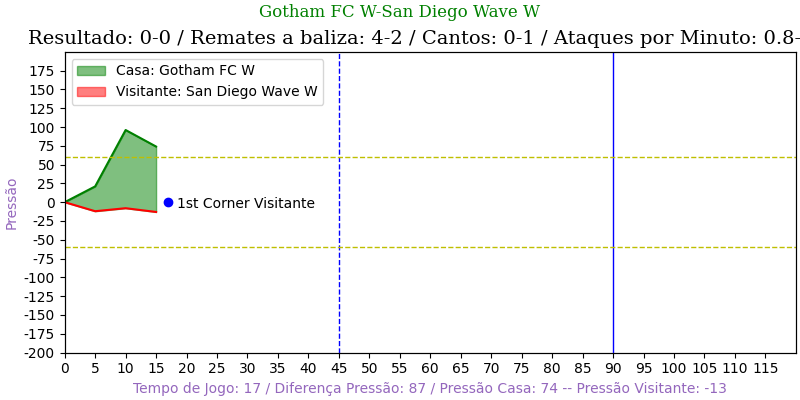 Gotham FC W-San Diego Wave W
Resultado: 0-0 / Remates a baliza: 4-2 / Cantos: 0-1 / Ataques por Minuto: 0.8-
Casa: Gotham FC W
Visitante: San Diego Wave W
175
150
125
100
75
50
25
0
-25
-50
-75
-100
-125
-150
-175
-200
Pressão
1st Corner Visitante
0 5 10 15 20 25 30 35 40 45 50 55 60 65 70 75 80 85 90 95 100 105 110 115
Tempo de Jogo: 17 / Diferença Pressão: 87 / Pressão Casa: 74 -- Pressão Visitante: -13